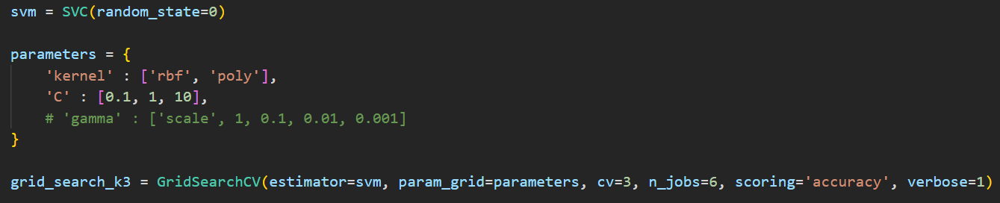 svm = SVC(random_state=0)
parameters = {
    'kernel' : ['rbf', 'poly'],
    'C' : [0.1, 1, 10],
    # 'gamma' : ['scale', 1, 0.1, 0.01, 0.001]
}
grid_search_k3 = GridSearchCV(estimator=svm, param_grid=parameters, cv=3, n_jobs=6, scoring='accuracy', verbose=1)